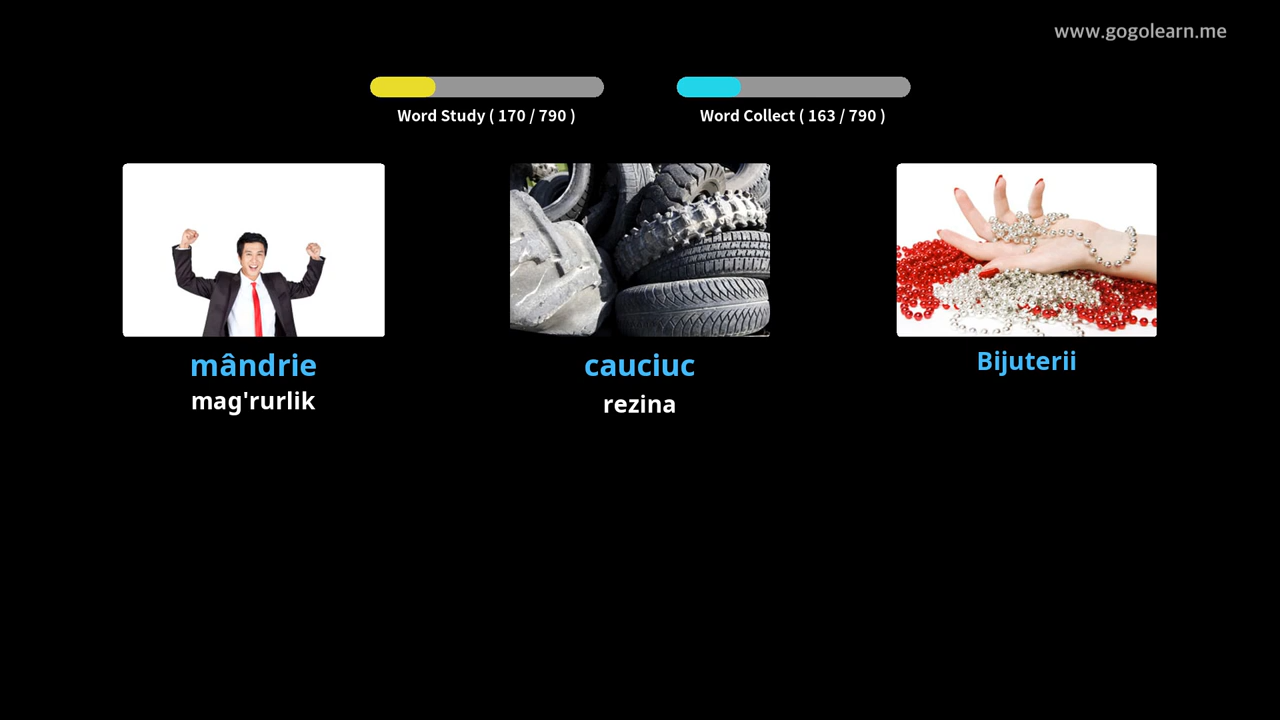 www.gogolearn.me
Word Study ( 170 / 790 )
Word Collect ( 163 / 790 )
mândrie
mag'rurlik
cauciuc
rezina
Bijuterii